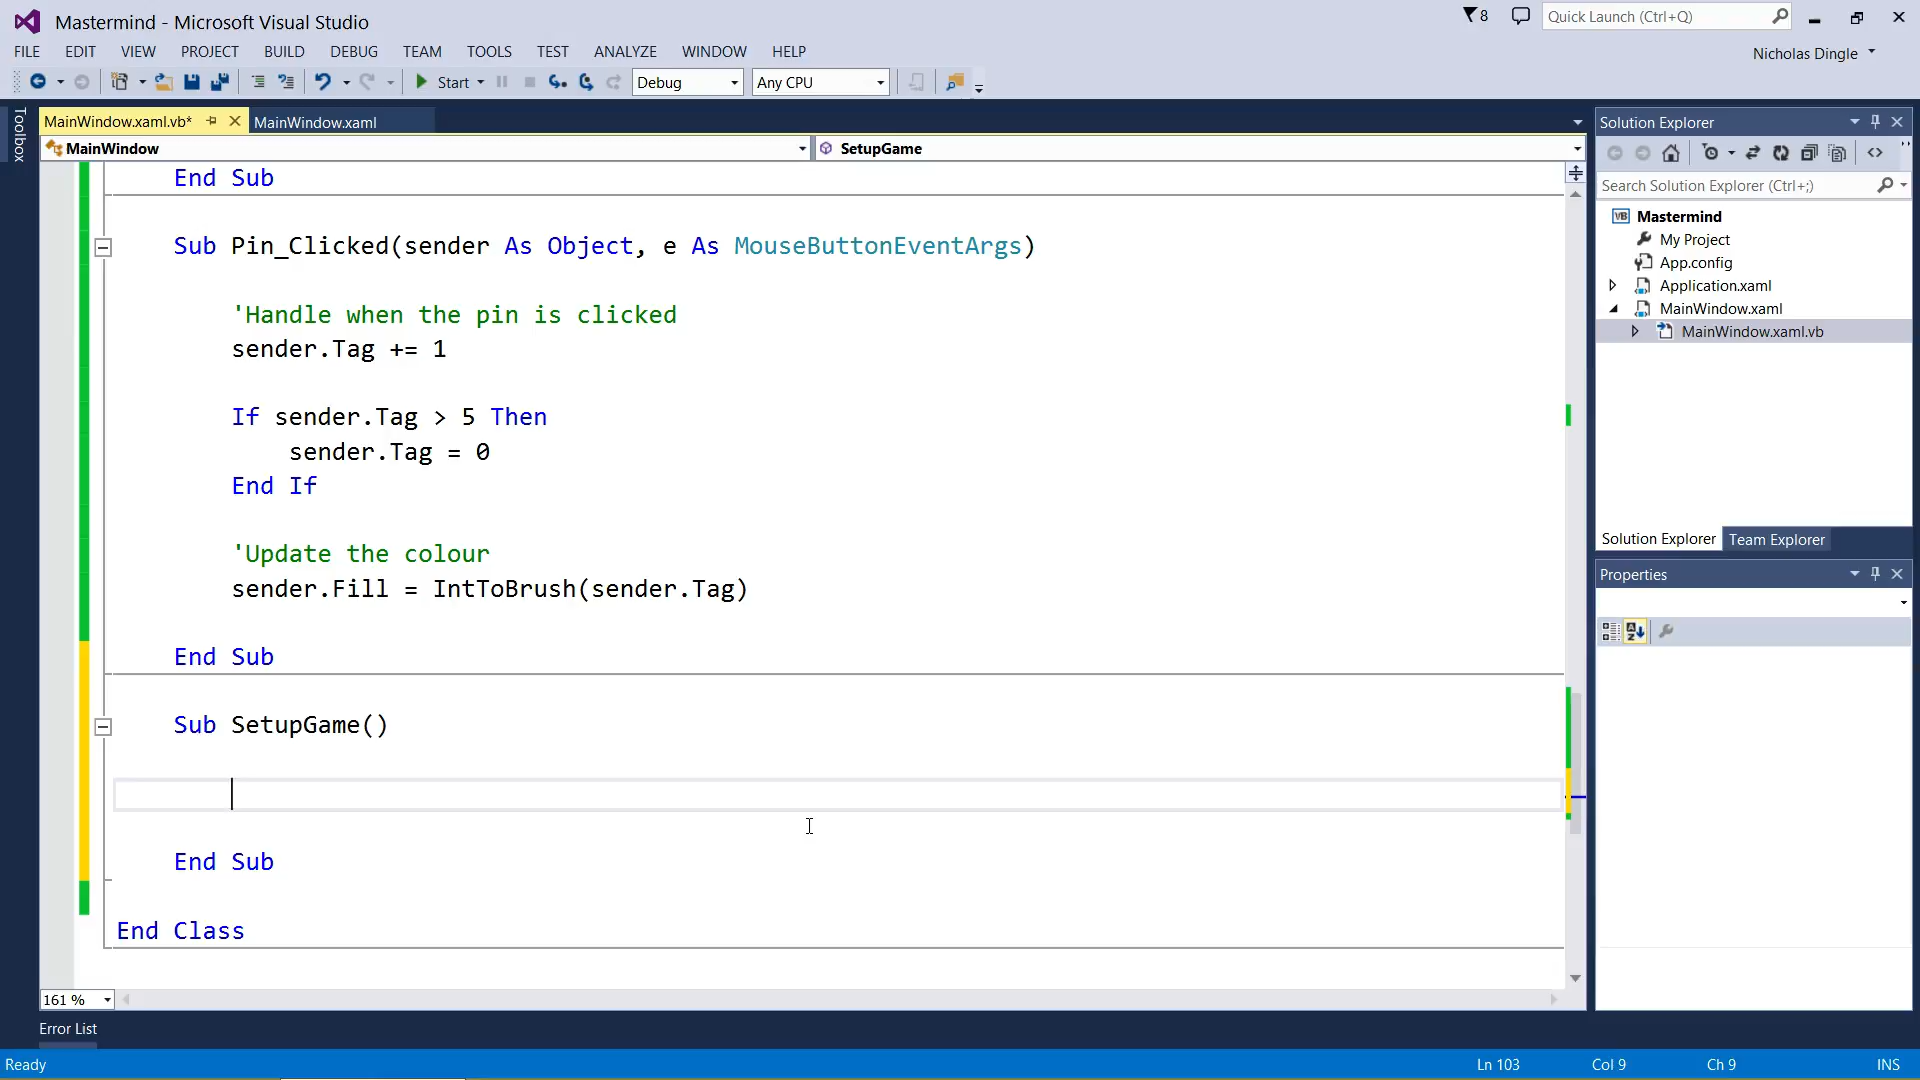 Mastermind - Microsoft Visual Studio
8
Quick Launch (Ctrl+Q)
FILE EDIT VIEW PROJECT BUILD DEBUG TEAM TOOLS TEST ANALYZE WINDOW HELP
Nicholas Dingle
Start Debug Any CPU
Toolbox
MainWindow.xaml.vb* MainWindow.xaml
MainWindow SetupGame
End Sub
Sub Pin_Clicked(sender As Object, e As MouseButtonEventArgs)
'Handle when the pin is clicked
sender.Tag += 1
If sender.Tag > 5 Then
sender.Tag = 0
End If
'Update the colour
sender.Fill = IntToBrush(sender.Tag)
End Sub
Sub SetupGame()
End Sub
End Class
161 %
Error List
Solution Explorer
Search Solution Explorer (Ctrl+;)
VB Mastermind
My Project
App.config
Application.xaml
MainWindow.xaml
MainWindow.xaml.vb
Solution Explorer Team Explorer
Properties
Ready Ln 103 Col 9 Ch 9 INS